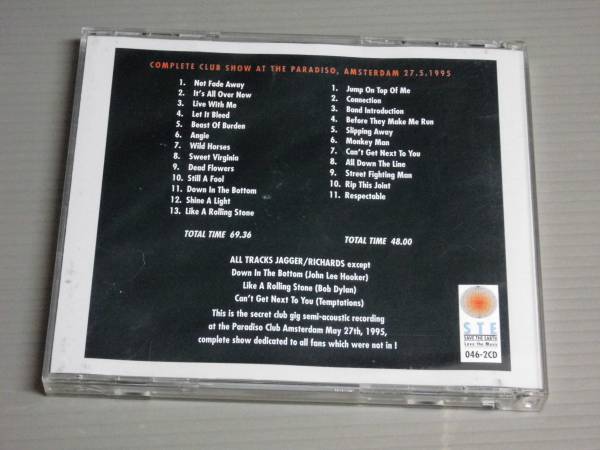 COMPLETE CLUB SHOW AT THE PARADISO, AMSTERDAM 27.5.1995
1. Not Fade Away
2. It's All Over Now
3. Live With Me
4. Let It Bleed
5. Beast Of Burden
6. Angie
7. Wild Horses
8. Sweet Virginia
9. Dead Flowers
10. Still A Fool
11. Down In The Bottom
12. Shine A Light
13. Like A Rolling Stone
TOTAL TIME 69.36
1. Jump On Top Of Me
2. Connection
3. Band Introduction
4. Before They Make Me Run
5. Slipping Away
6. Monkey Man
7. Can't Get Next To You
8. All Down The Line
9. Street Fighting Man
10. Rip This Joint
11. Respectable
TOTAL TIME 48.00
ALL TRACKS JAGGER/RICHARDS except
Down In The Bottom (John Lee Hooker)
Like A Rolling Stone (Bob Dylan)
Can't Get Next To You (Temptations)
This is the secret club gig semi-acoustic recording
at the Paradiso Club Amsterdam May 27th, 1995,
complete show dedicated to all fans which were not in !
STE
SAVE THE EARTH
Love the Music
046-2CD